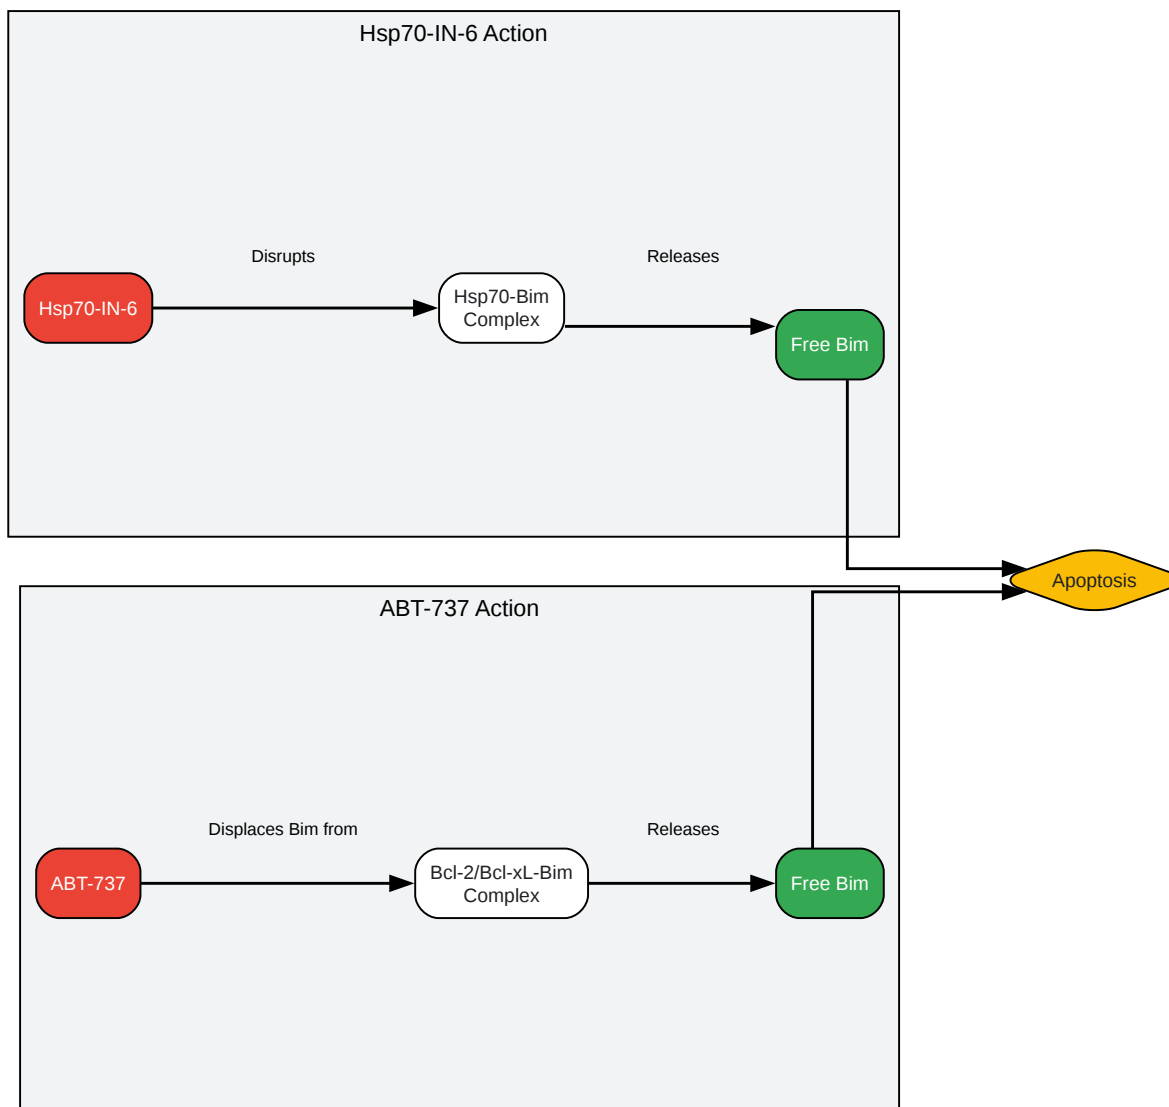 Hsp70-IN-6 Action
Disrupts
Releases
Hsp70-IN-6
Hsp70-Bim
Complex
Free Bim
Apoptosis
ABT-737 Action
Displaces Bim from
Releases
ABT-737
Bcl-2/Bcl-xL-Bim
Complex
Free Bim